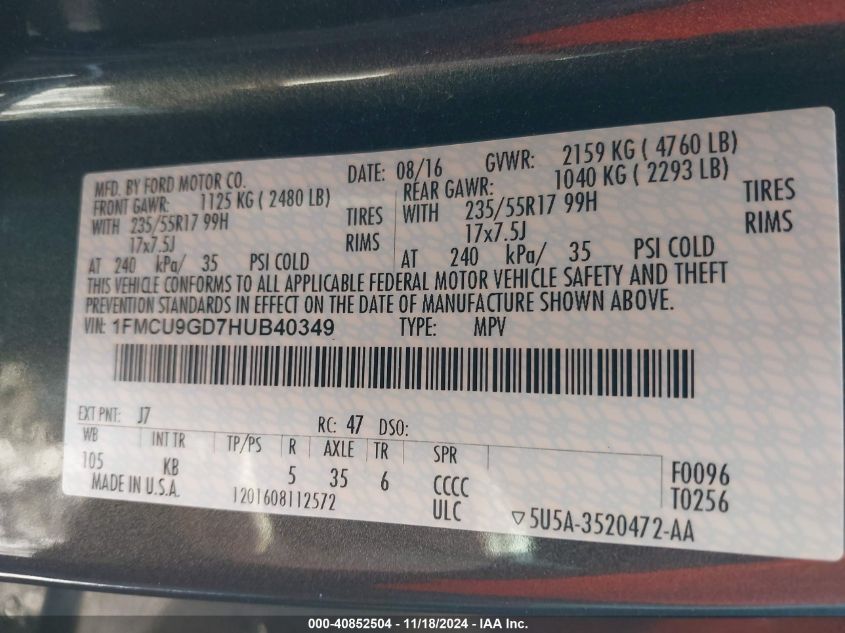 MFD. BY FORD MOTOR CO.
DATE: 08/16 GVWR: 2159 KG ( 4760 LB)
FRONT GAWR: 1125 KG ( 2480 LB)
REAR GAWR: 1040 KG ( 2293 LB)
WITH 235/55R17 99H TIRES
WITH 235/55R17 99H TIRES
17x7.5J RIMS
17x7.5J RIMS
AT 240 kPa/ 35 PSI COLD
AT 240 kPa/ 35 PSI COLD
THIS VEHICLE CONFORMS TO ALL APPLICABLE FEDERAL MOTOR VEHICLE SAFETY AND THEFT
PREVENTION STANDARDS IN EFFECT ON THE DATE OF MANUFACTURE SHOWN ABOVE.
VIN: 1FMCU9GD7HUB40349 TYPE: MPV
EXT PNT: J7 RC: 47 DSO:
WB INT TR TP/PS R AXLE TR SPR
105 KB 5 35 6 CCCC F0096
MADE IN U.S.A. 1201608112572 ULC T0256
▽5U5A-3520472-AA
000-40852504 - 11/18/2024 - IAA Inc.